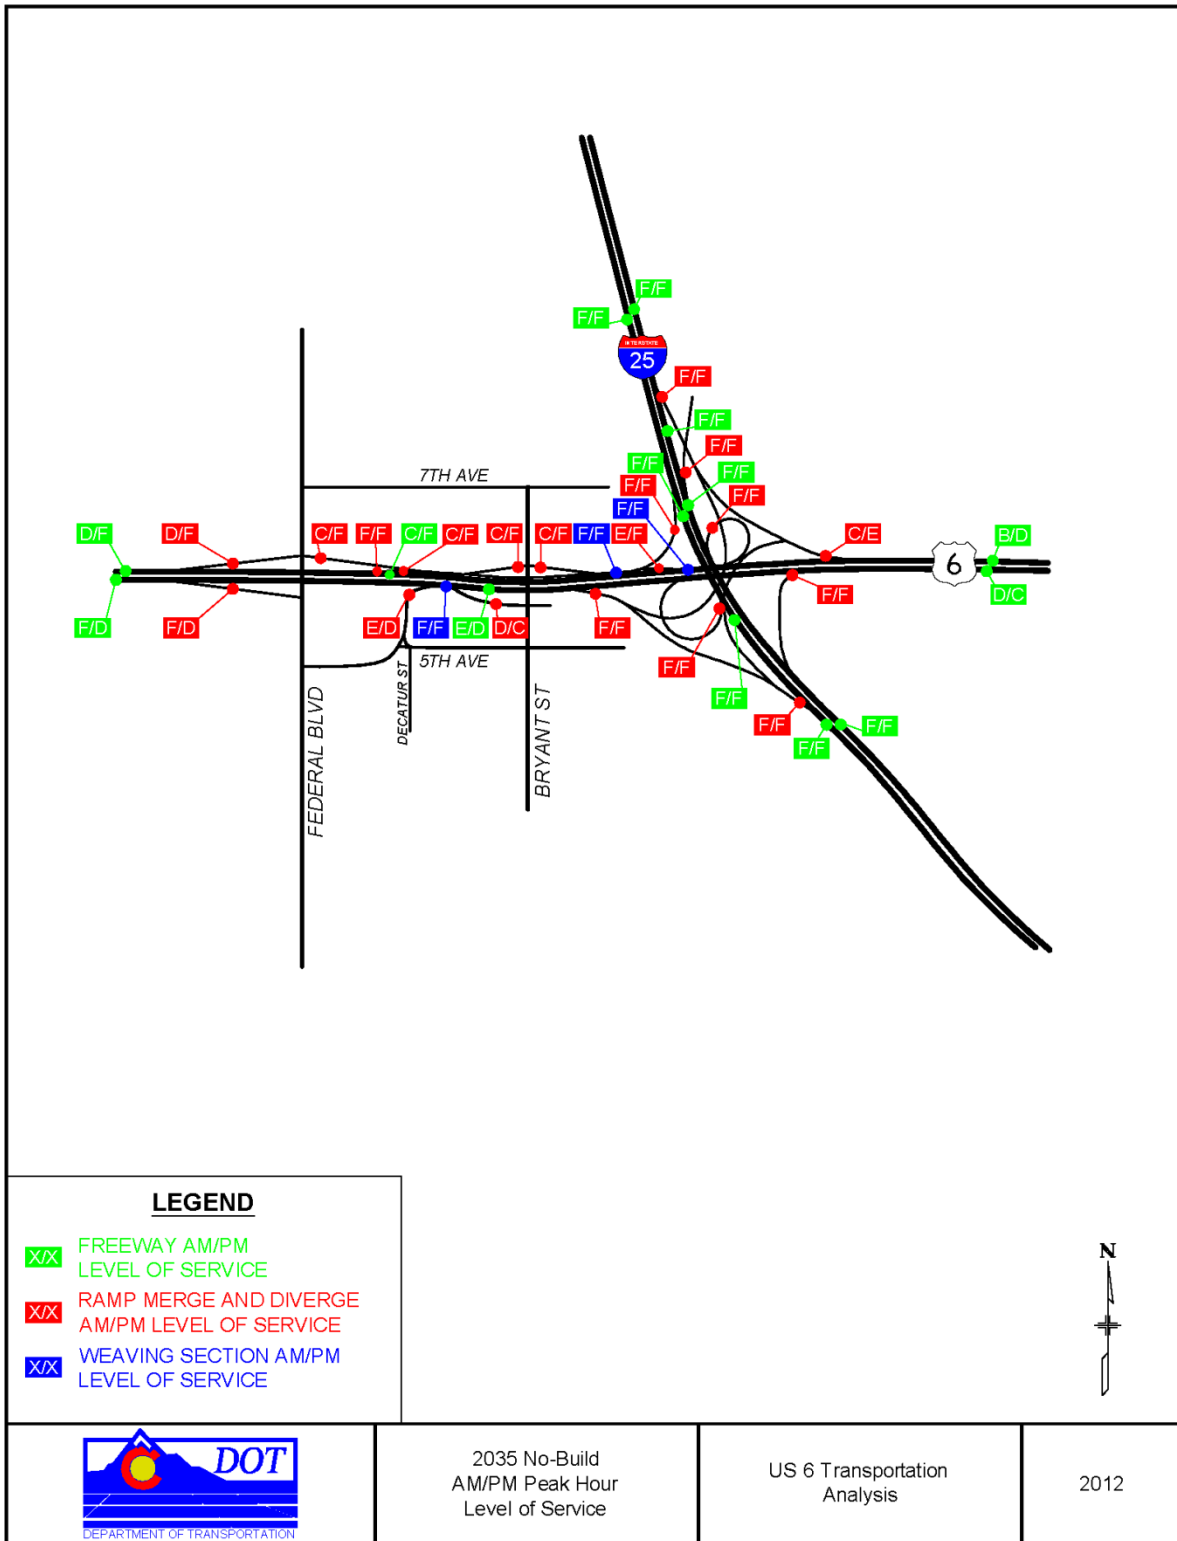 F/F
F/F
INTERSTATE
25
F/F
F/F
F/F
F/F
F/F
F/F
F/F
F/F
7TH AVE
D/F
D/F
C/F
F/F
C/F
C/F
C/F
C/F
F/F
E/F
C/E
B/D
6
F/D
F/D
E/D
F/F
E/D
D/C
F/F
F/F
D/C
5TH AVE
F/F
F/F
F/F
F/F
F/F
FEDERAL BLVD
DECATUR ST
BRYANT ST
LEGEND
X/X FREEWAY AM/PM
LEVEL OF SERVICE
X/X RAMP MERGE AND DIVERGE
AM/PM LEVEL OF SERVICE
X/X WEAVING SECTION AM/PM
LEVEL OF SERVICE
N
C DOT
DEPARTMENT OF TRANSPORTATION
2035 No-Build
AM/PM Peak Hour
Level of Service
US 6 Transportation
Analysis
2012